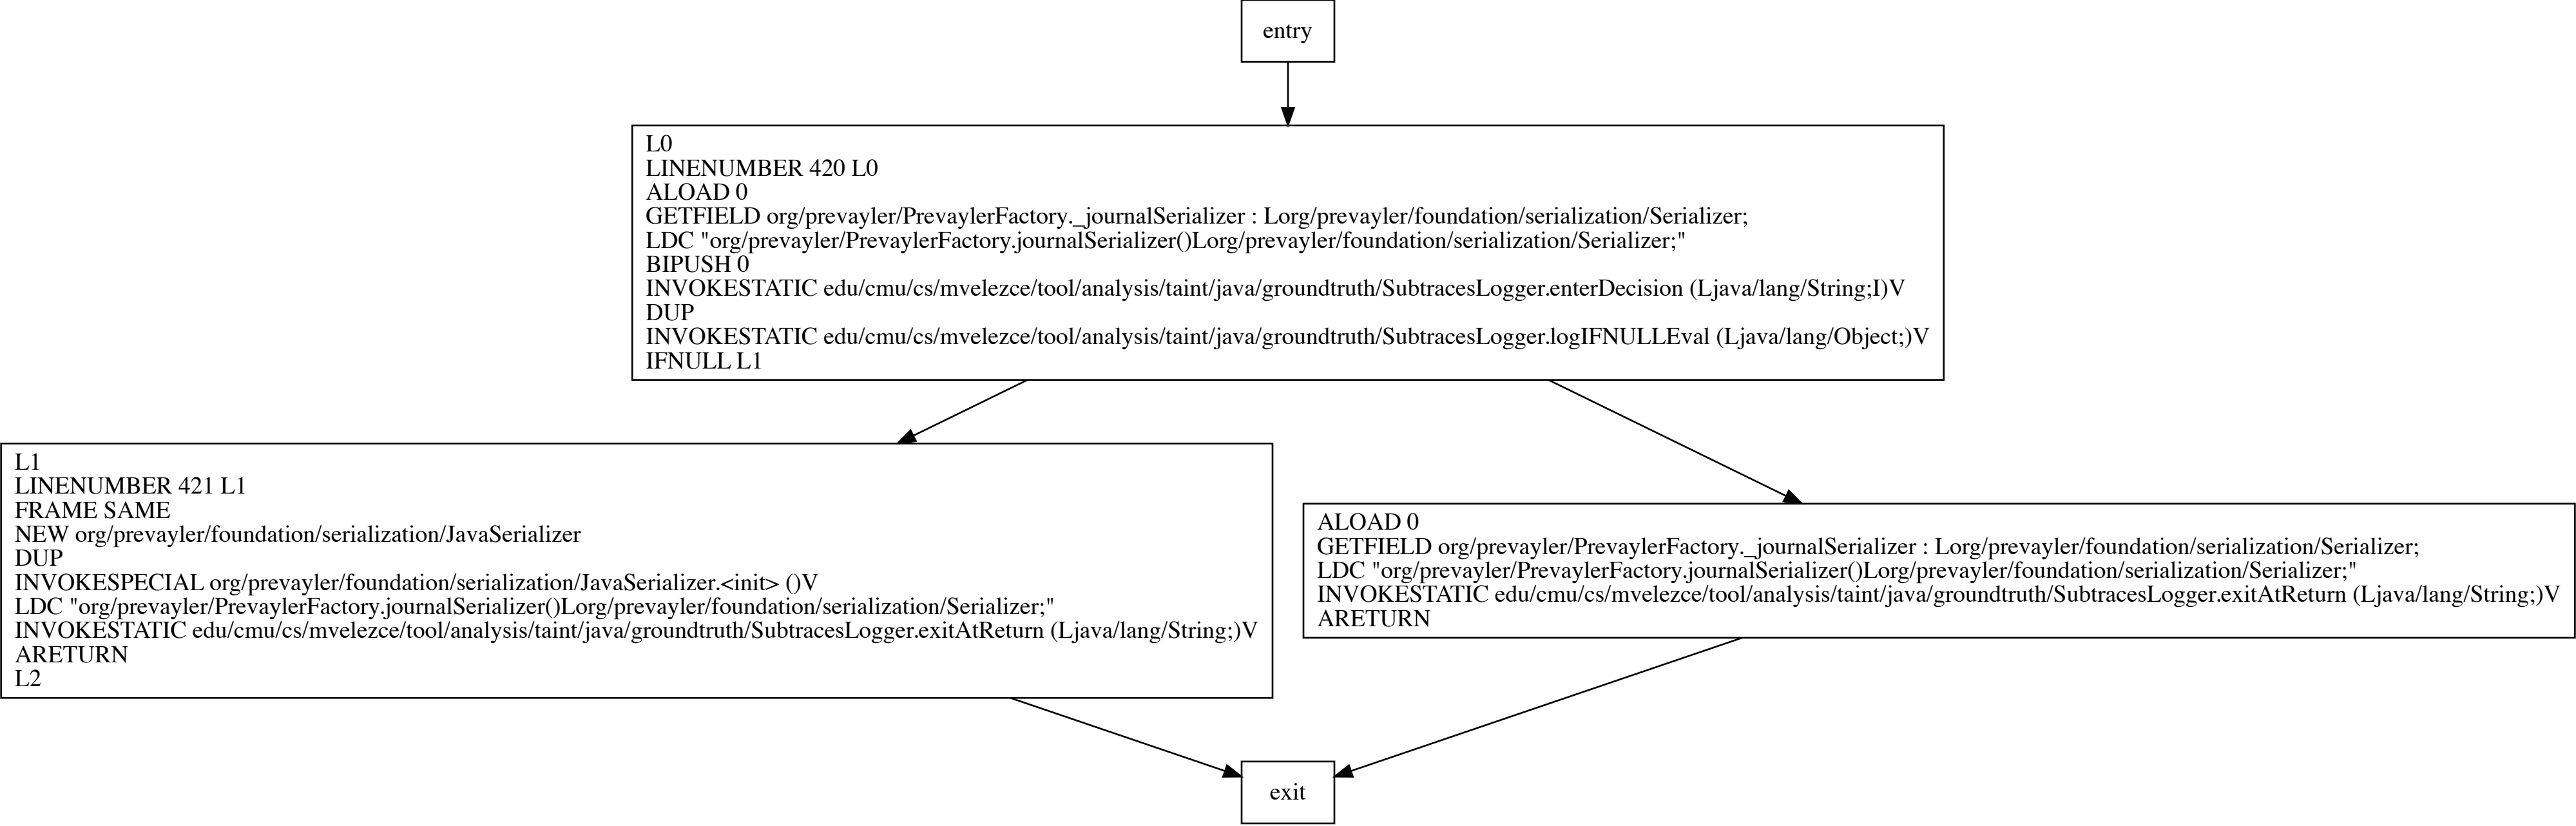 entry
L0
LINENUMBER 420 L0
ALOAD 0
GETFIELD org/prevayler/PrevaylerFactory._journalSerializer : Lorg/prevayler/foundation/serialization/Serializer;
LDC "org/prevayler/PrevaylerFactory.journalSerializer()Lorg/prevayler/foundation/serialization/Serializer;"
BIPUSH 0
INVOKESTATIC edu/cmu/cs/mvelezce/tool/analysis/taint/java/groundtruth/SubtracesLogger.enterDecision (Ljava/lang/String;I)V
DUP
INVOKESTATIC edu/cmu/cs/mvelezce/tool/analysis/taint/java/groundtruth/SubtracesLogger.logIFNULLEval (Ljava/lang/Object;)V
IFNULL L1
L1
LINENUMBER 421 L1
FRAME SAME
NEW org/prevayler/foundation/serialization/JavaSerializer
DUP
INVOKESPECIAL org/prevayler/foundation/serialization/JavaSerializer.<init> ()V
LDC "org/prevayler/PrevaylerFactory.journalSerializer()Lorg/prevayler/foundation/serialization/Serializer;"
INVOKESTATIC edu/cmu/cs/mvelezce/tool/analysis/taint/java/groundtruth/SubtracesLogger.exitAtReturn (Ljava/lang/String;)V
ARETURN
L2
ALOAD 0
GETFIELD org/prevayler/PrevaylerFactory._journalSerializer : Lorg/prevayler/foundation/serialization/Serializer;
LDC "org/prevayler/PrevaylerFactory.journalSerializer()Lorg/prevayler/foundation/serialization/Serializer;"
INVOKESTATIC edu/cmu/cs/mvelezce/tool/analysis/taint/java/groundtruth/SubtracesLogger.exitAtReturn (Ljava/lang/String;)V
ARETURN
exit